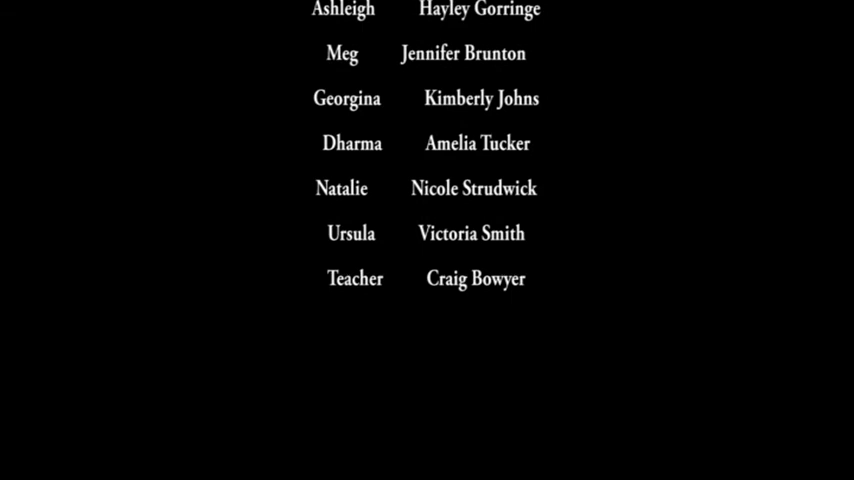 Ashleigh Hayley Gorringe
Meg Jennifer Brunton
Georgina Kimberly Johns
Dharma Amelia Tucker
Natalie Nicole Strudwick
Ursula Victoria Smith
Teacher Craig Bowyer